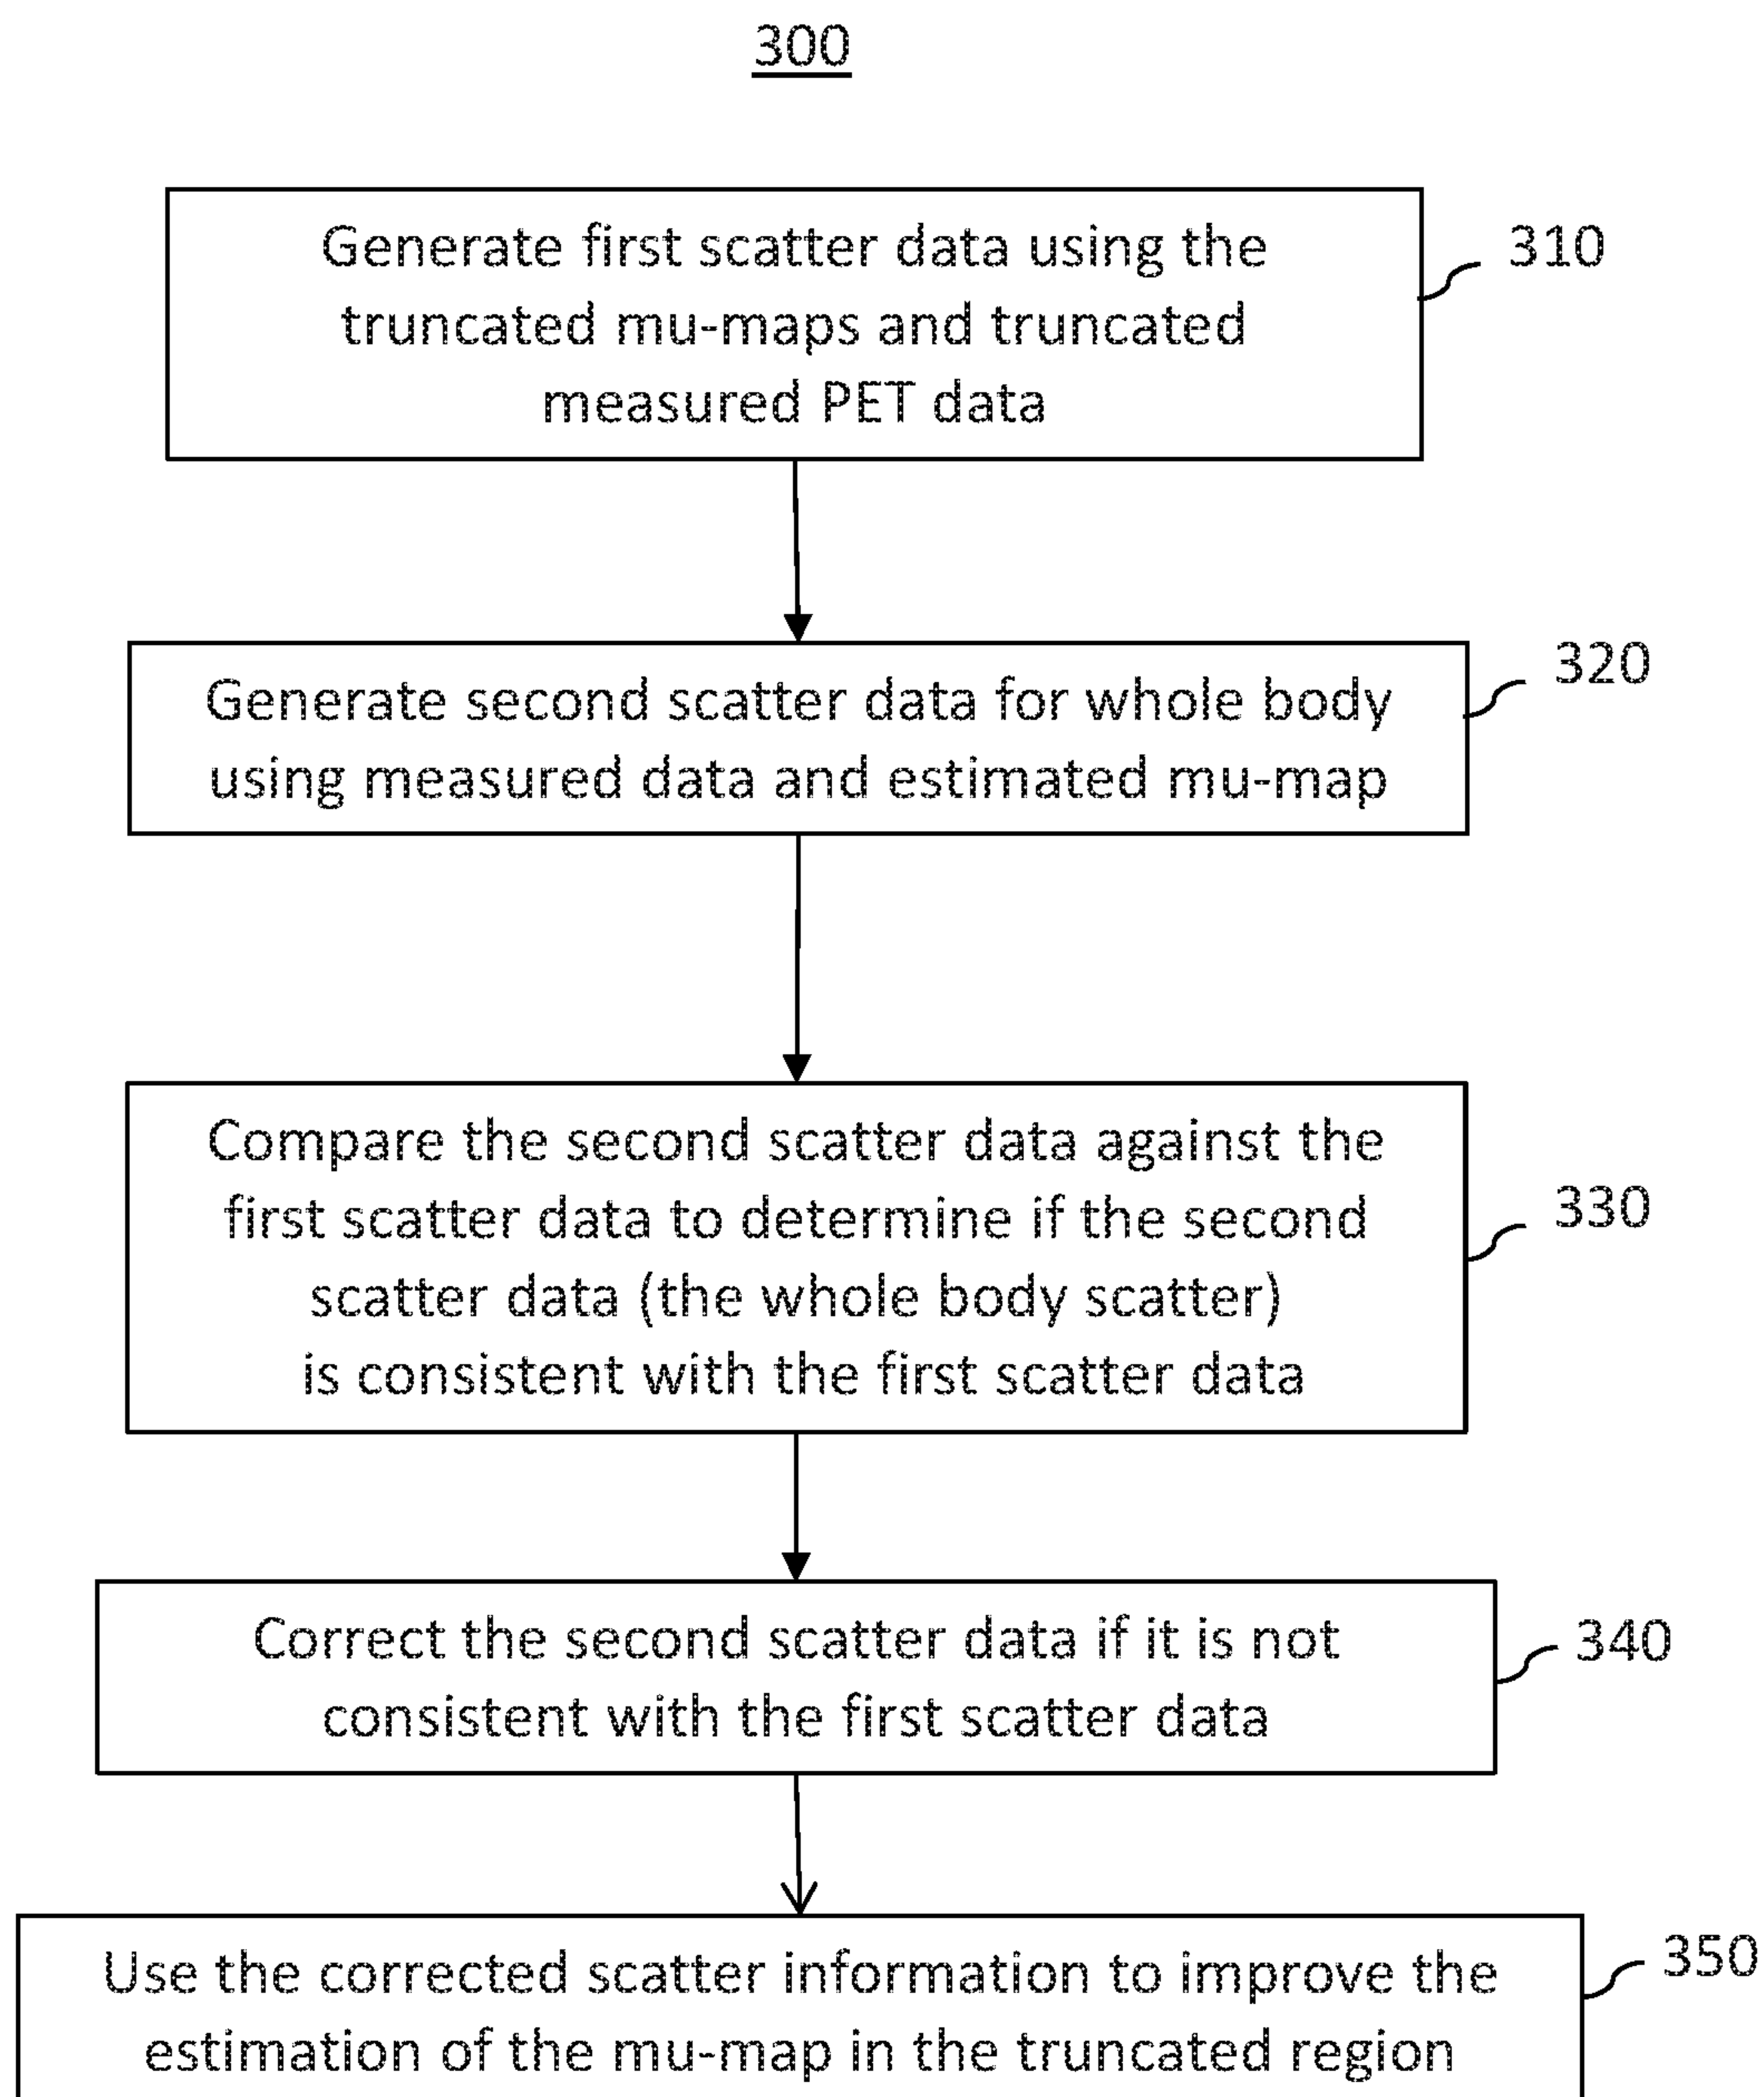 300
Generate first scatter data using the
truncated mu-maps and truncated
measured PET data
310
Generate second scatter data for whole body
using measured data and estimated mu-map
320
Compare the second scatter data against the
first scatter data to determine if the second
scatter data (the whole body scatter)
is consistent with the first scatter data
330
Correct the second scatter data if it is not
consistent with the first scatter data
340
Use the corrected scatter information to improve the
estimation of the mu-map in the truncated region
350